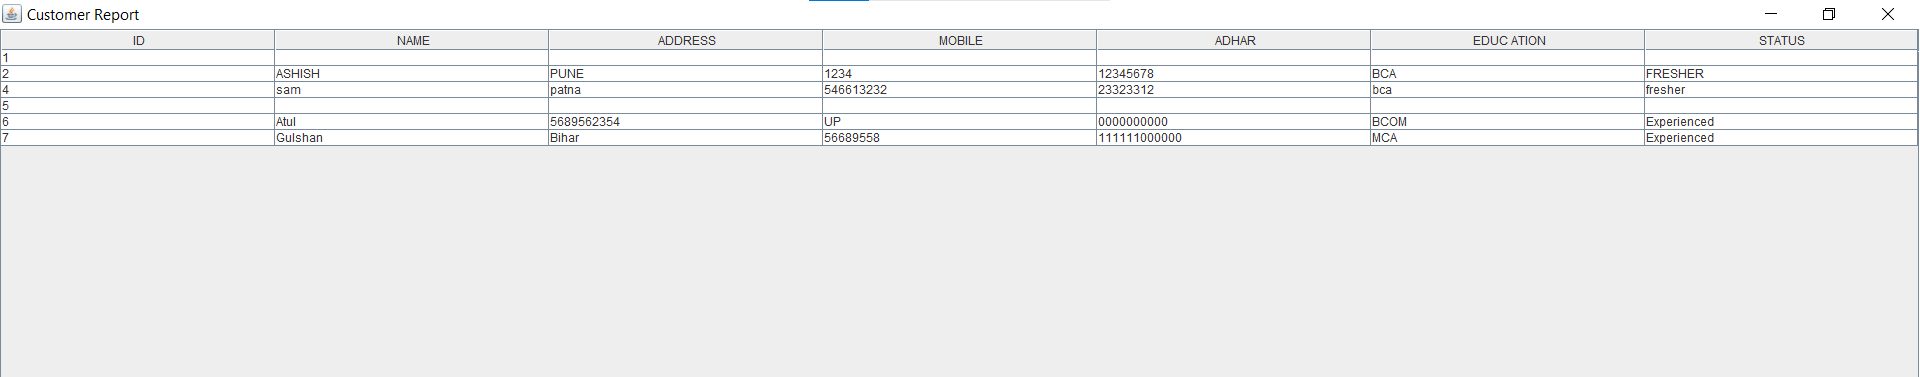 Customer Report
ID NAME ADDRESS MOBILE ADHAR EDUC ATION STATUS
1
2 ASHISH PUNE 1234 12345678 BCA FRESHER
4 sam patna 546613232 23323312 bca fresher
5
6 Atul 5689562354 UP 0000000000 BCOM Experienced
7 Gulshan Bihar 56689558 111111000000 MCA Experienced